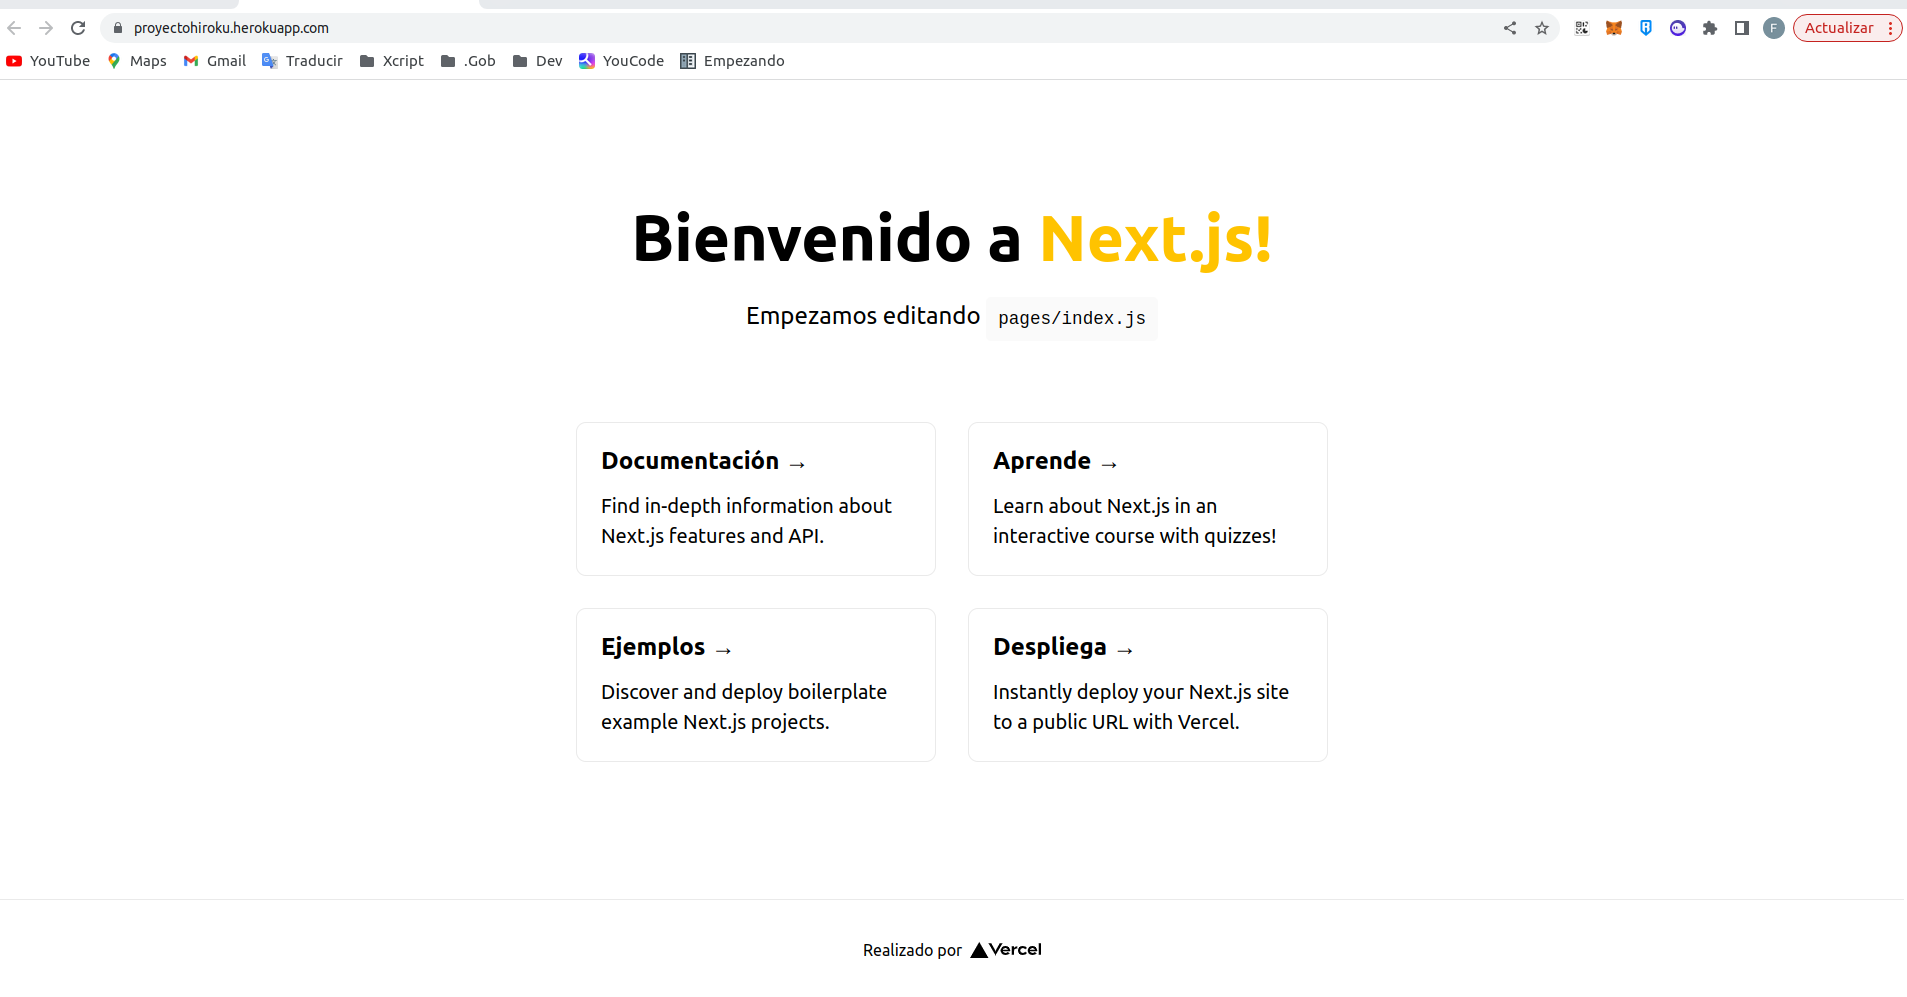 proyectohiroku.herokuapp.com
F
Actualizar
YouTube Maps Gmail Traducir Xcript .Gob Dev YouCode Empezando
Bienvenido a Next.js!
Empezamos editando pages/index.js
Documentación →
Find in-depth information about
Next.js features and API.
Aprende →
Learn about Next.js in an
interactive course with quizzes!
Ejemplos →
Discover and deploy boilerplate
example Next.js projects.
Despliega →
Instantly deploy your Next.js site
to a public URL with Vercel.
Realizado por Vercel